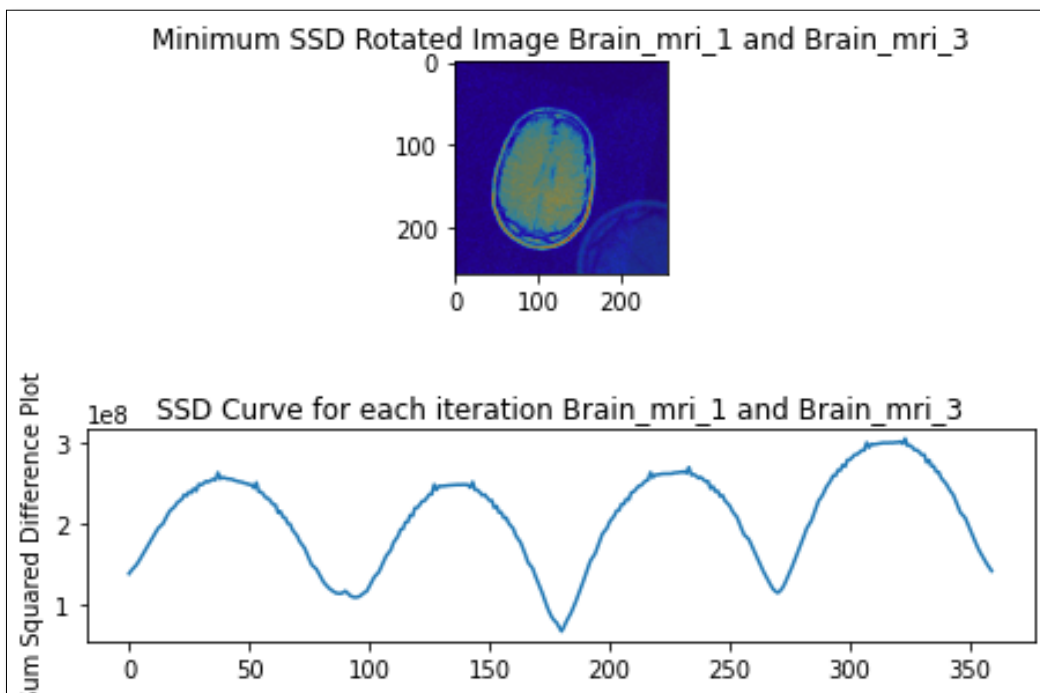 Minimum SSD Rotated Image Brain_mri_1 and Brain_mri_3
0
100
200
0 100 200
SSD Curve for each iteration Brain_mri_1 and Brain_mri_3
1e8
3
2
1
Squared Difference Plot
0 50 100 150 200 250 300 350